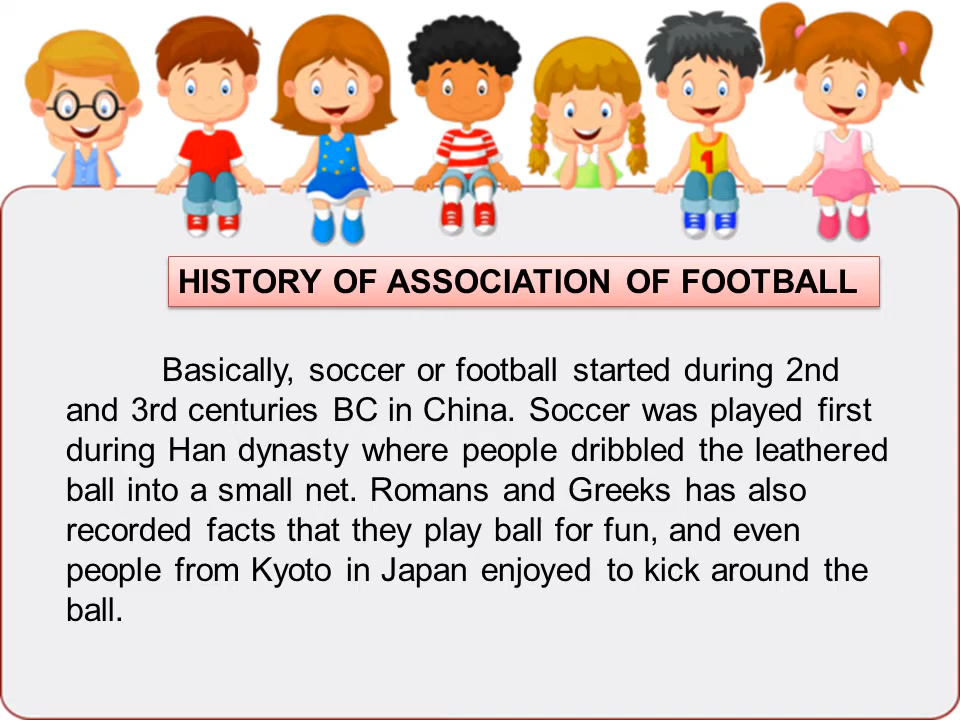 HISTORY OF ASSOCIATION OF FOOTBALL
Basically, soccer or football started during 2nd
and 3rd centuries BC in China. Soccer was played first
during Han dynasty where people dribbled the leathered
ball into a small net. Romans and Greeks has also
recorded facts that they play ball for fun, and even
people from Kyoto in Japan enjoyed to kick around the
ball.
1